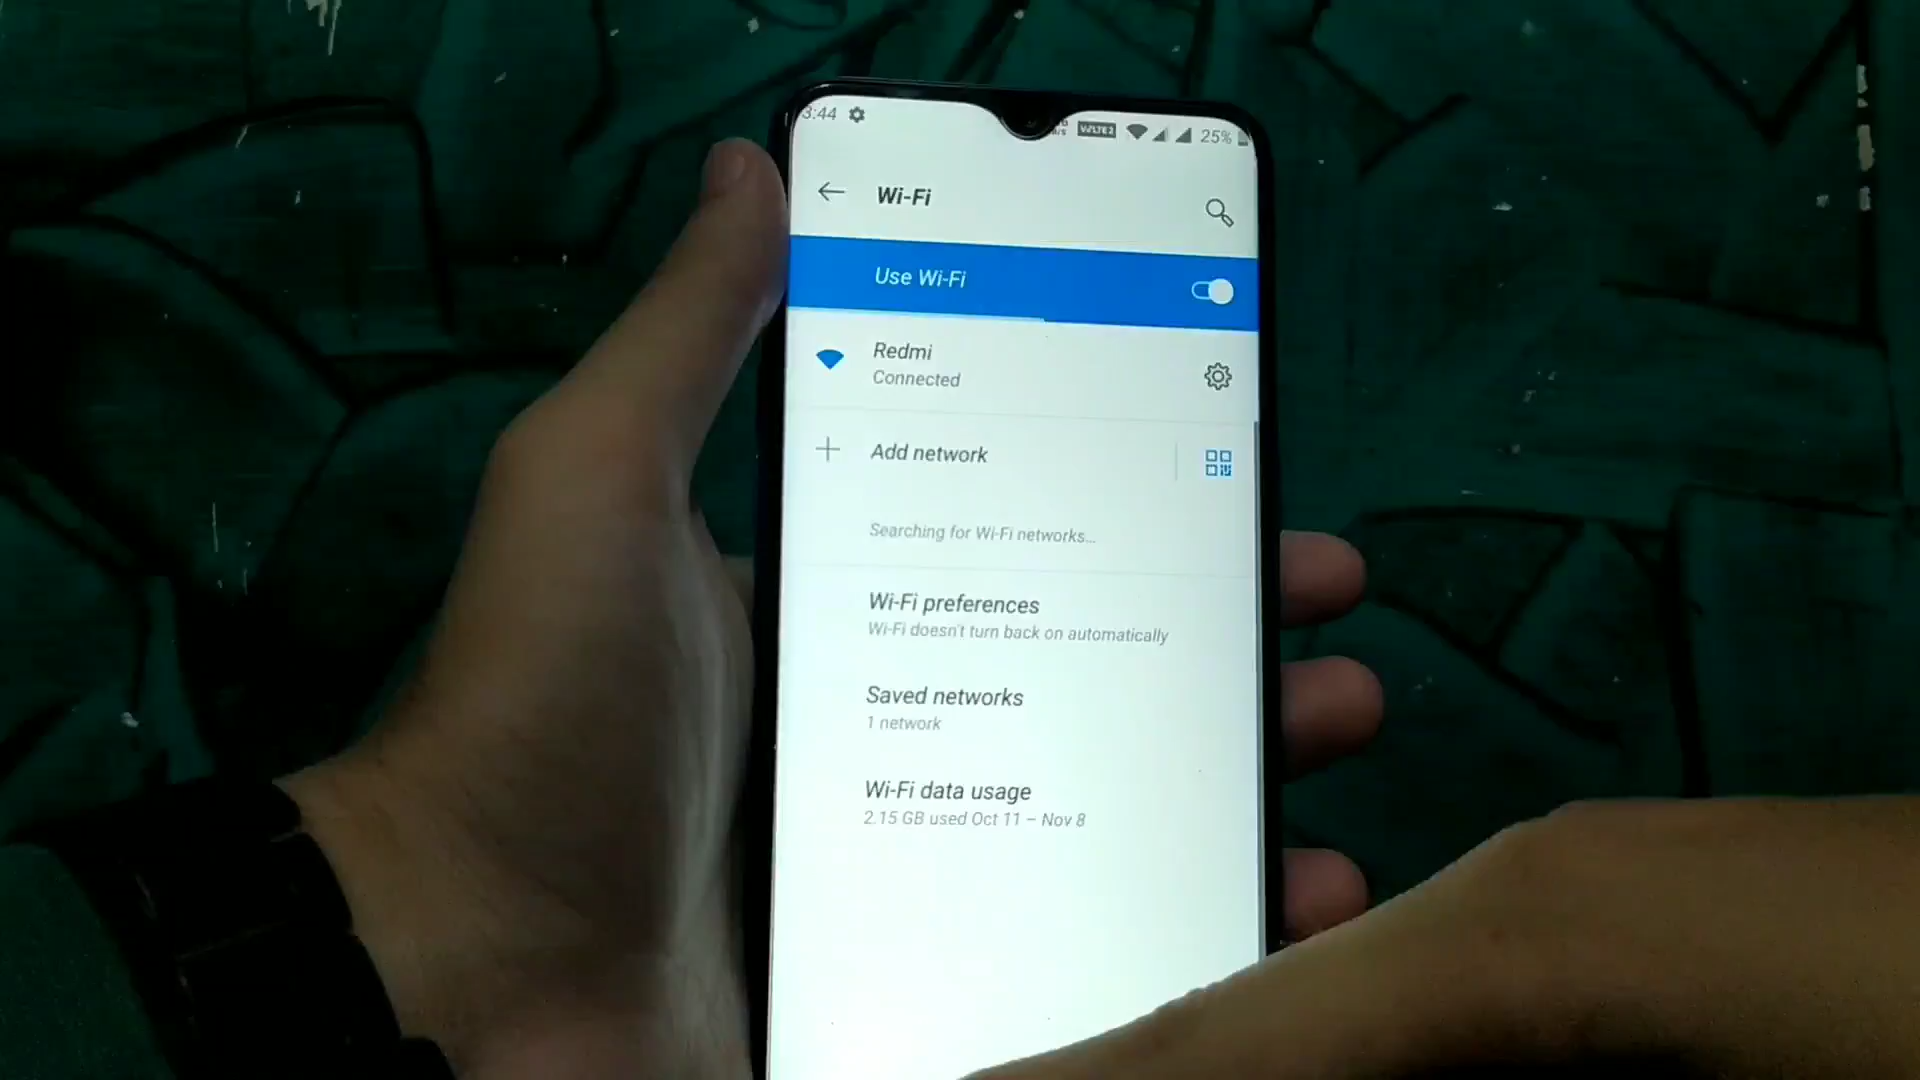 3:44
VoLTE2 25%
Wi-Fi
Use Wi-Fi
Redmi
Connected
Add network
Searching for Wi-Fi networks...
Wi-Fi preferences
Wi-Fi doesn't turn back on automatically
Saved networks
1 network
Wi-Fi data usage
2.15 GB used Oct 11 – Nov 8